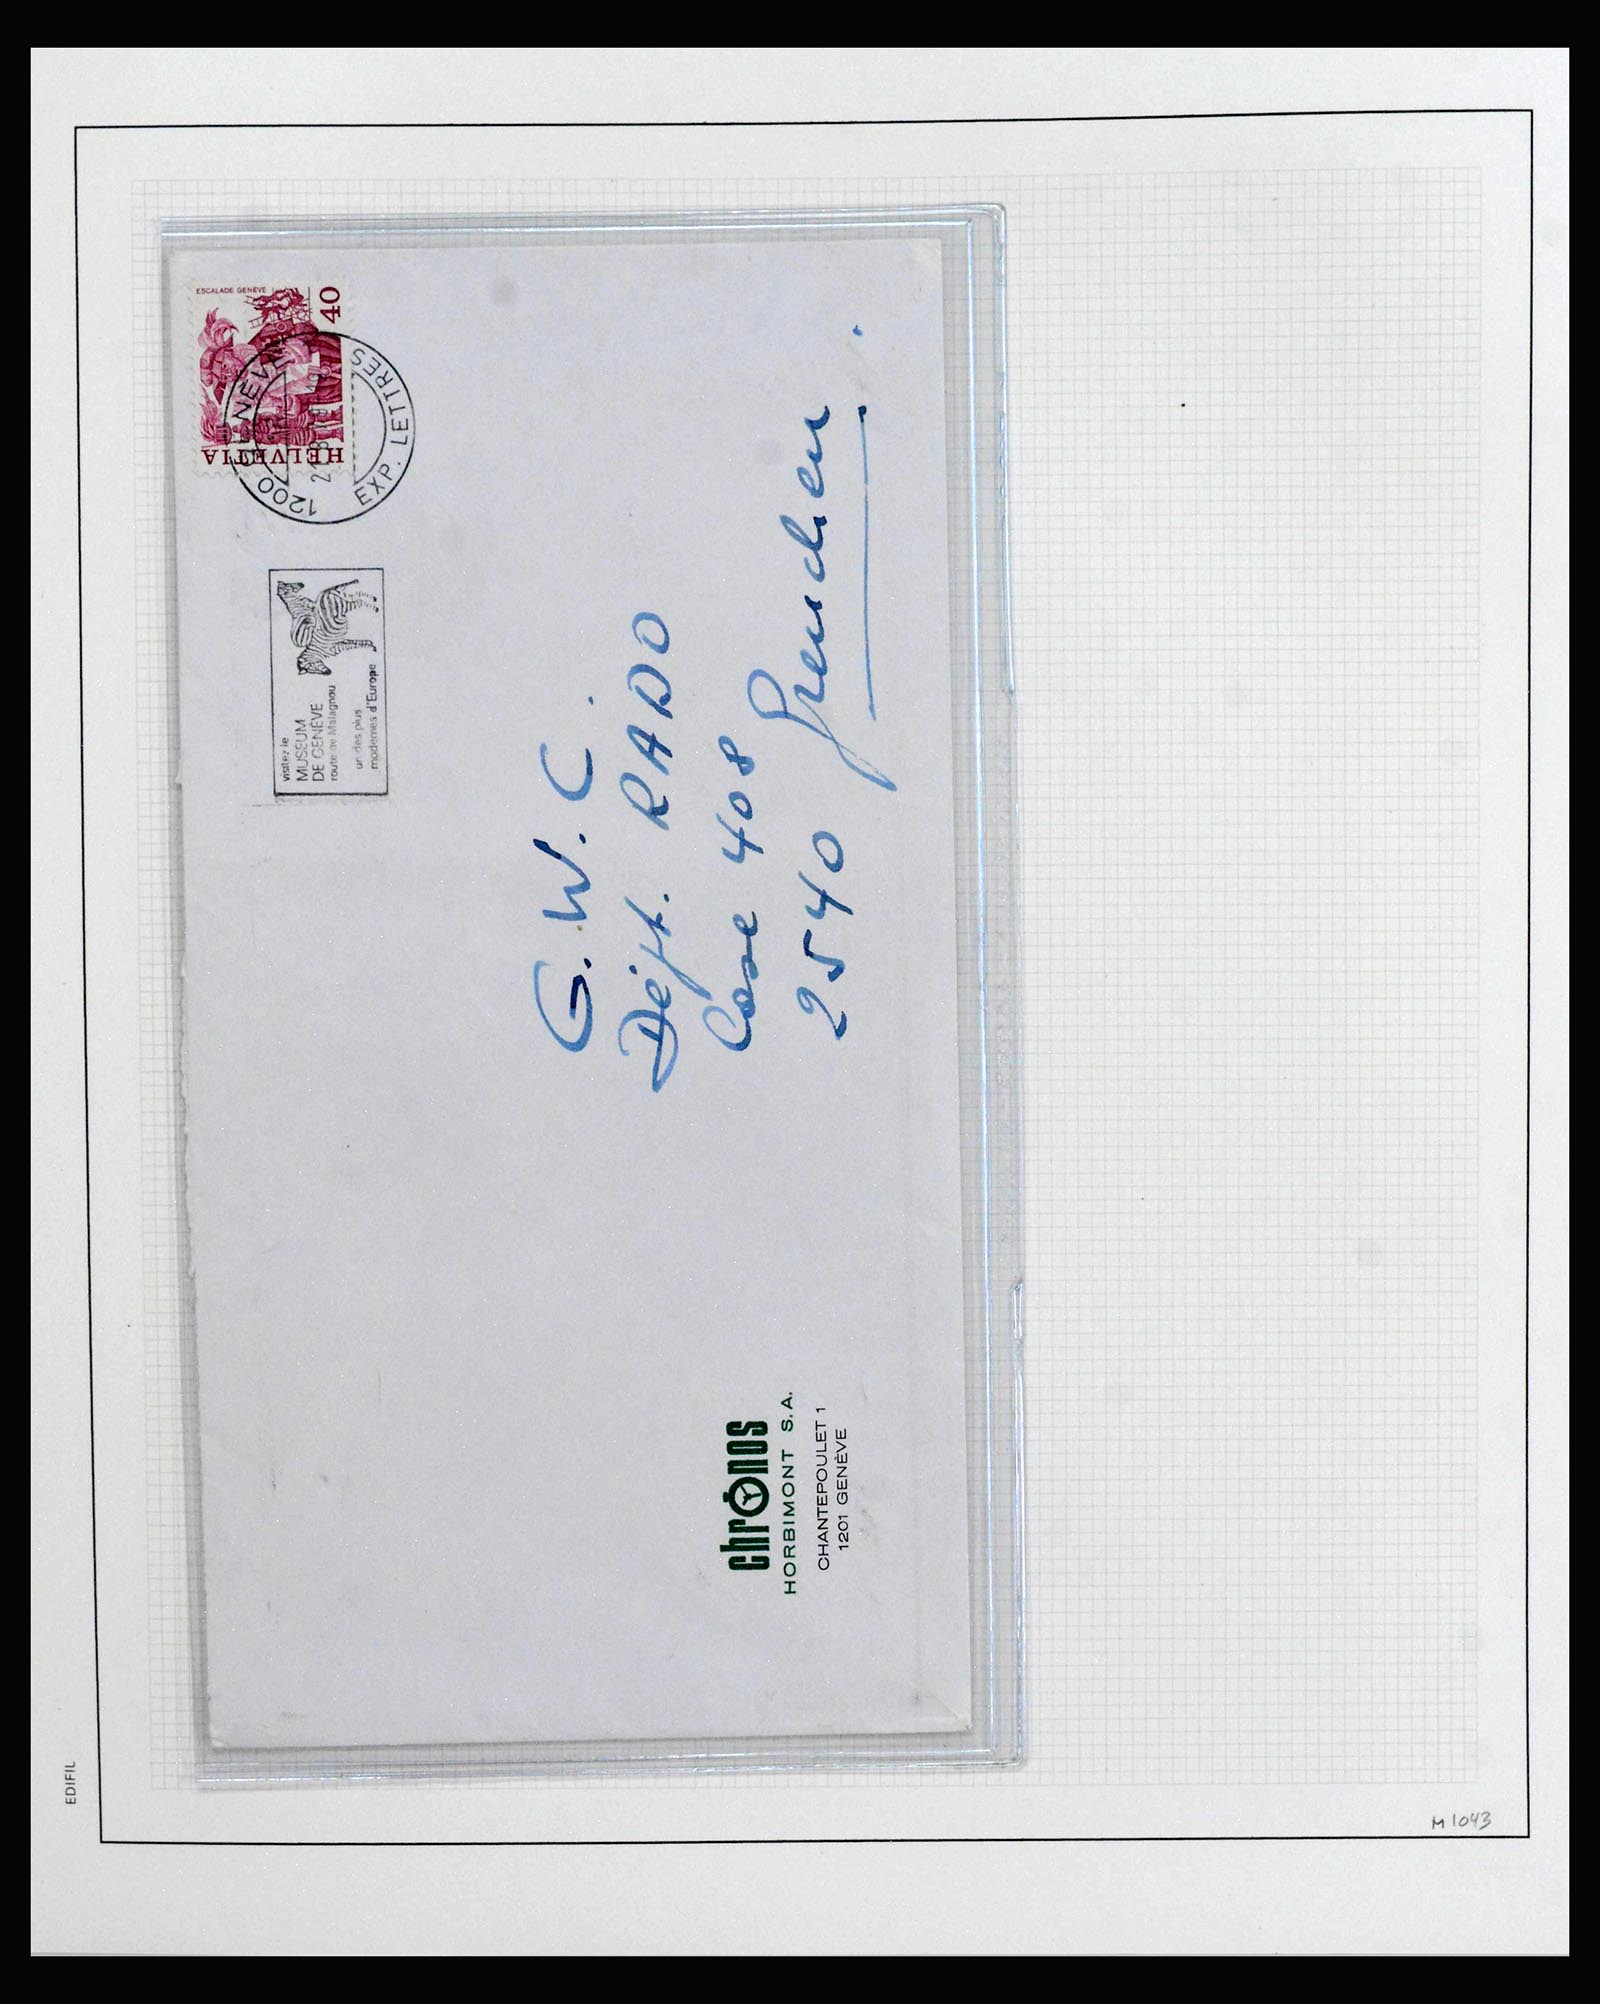 ESCALADE GENÈVE
40
HELVETIA
1200 GENÈVE
EXP. LETTRES
visitez le
MUSEUM
DE GENÈVE
route de Malagnou
un des plus
modernes d'Europe
G. W. C.
Dépt. RADO
Case 408
2540 Grenchen.
chronos
HORBIMONT S.A.
CHANTEPOULET 1
1201 GENÈVE
EDIFIL
M 1043